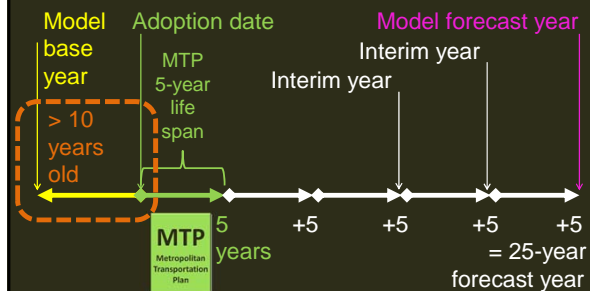 Model
base
year
Adoption date
Model forecast year
Interim year
Interim year
MTP
5-year
life
span
> 10
years
old
5
years
+5
+5
+5
+5
= 25-year
forecast year
MTP
Metropolitan
Transportation
Plan